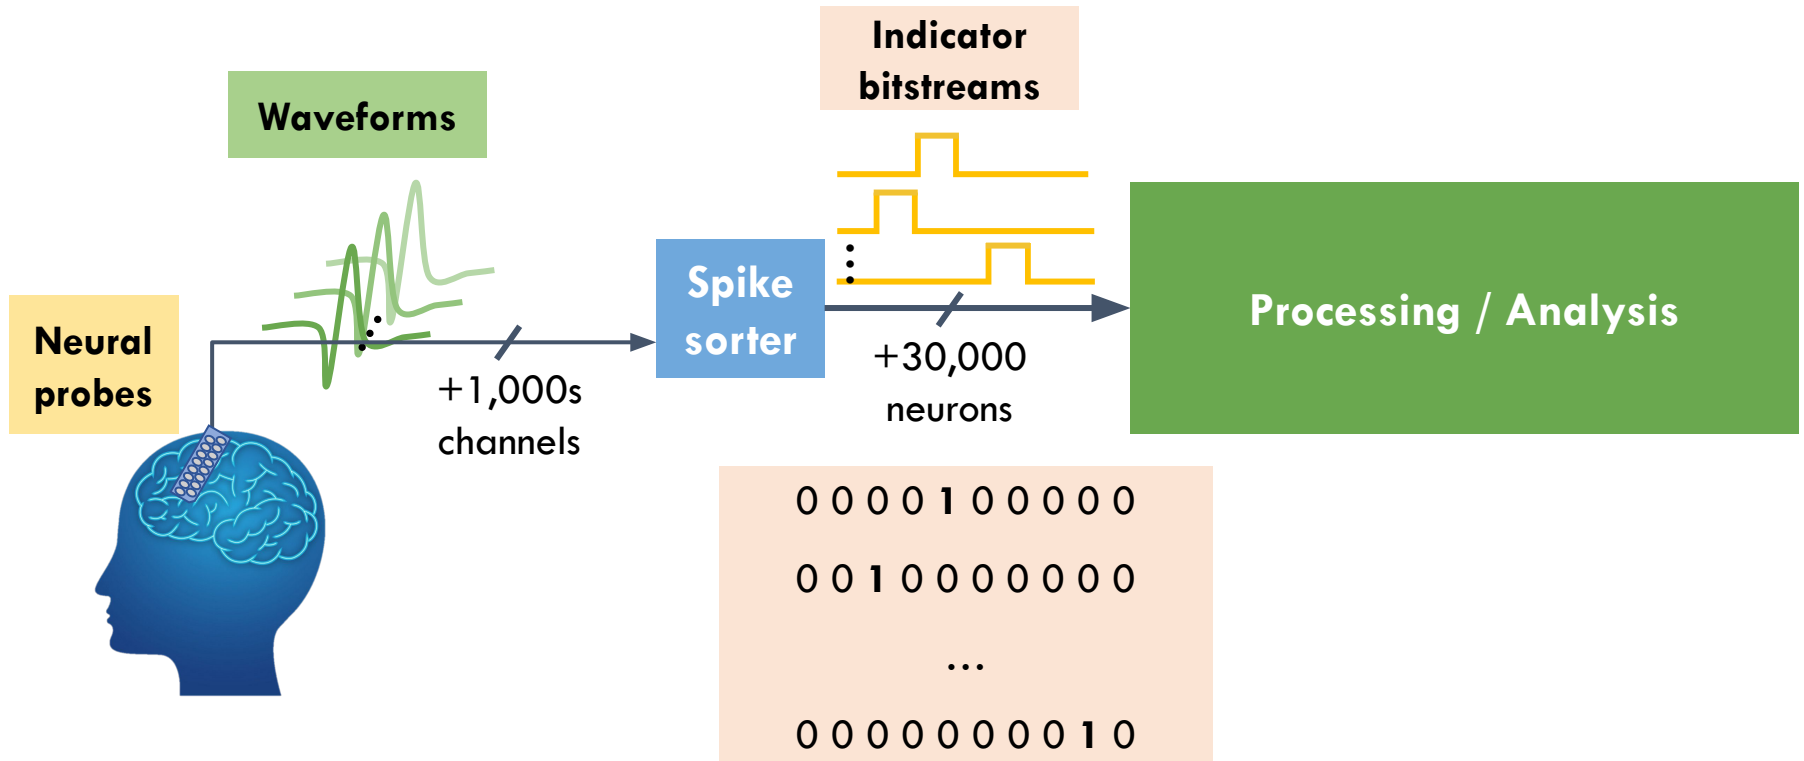 Indicator
bitstreams
Waveforms
Neural
probes
+1,000s
channels
Spike
sorter
+30,000
neurons
Processing / Analysis
0 0 0 0 1 0 0 0 0 0
0 0 1 0 0 0 0 0 0 0
...
0 0 0 0 0 0 0 0 1 0